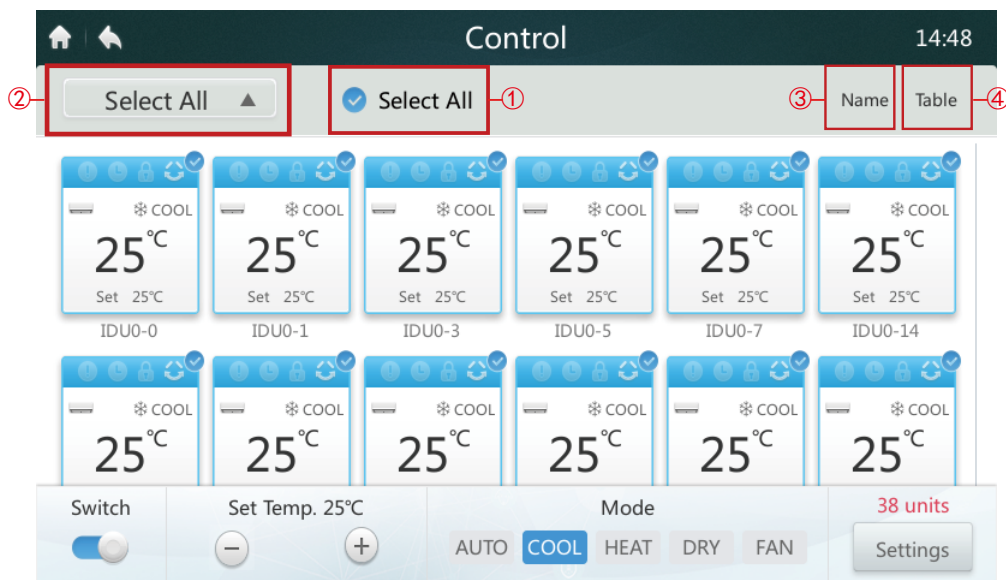 Control 14:48
② Select All ▲ Select All ① ③ Name Table ④
COOL COOL COOL COOL COOL COOL
25℃ 25℃ 25℃ 25℃ 25℃ 25℃
Set 25℃ Set 25℃ Set 25℃ Set 25℃ Set 25℃ Set 25℃
IDU0-0 IDU0-1 IDU0-3 IDU0-5 IDU0-7 IDU0-14
COOL COOL COOL COOL COOL COOL
25℃ 25℃ 25℃ 25℃ 25℃ 25℃
Switch Set Temp. 25℃ Mode 38 units
− + AUTO COOL HEAT DRY FAN Settings